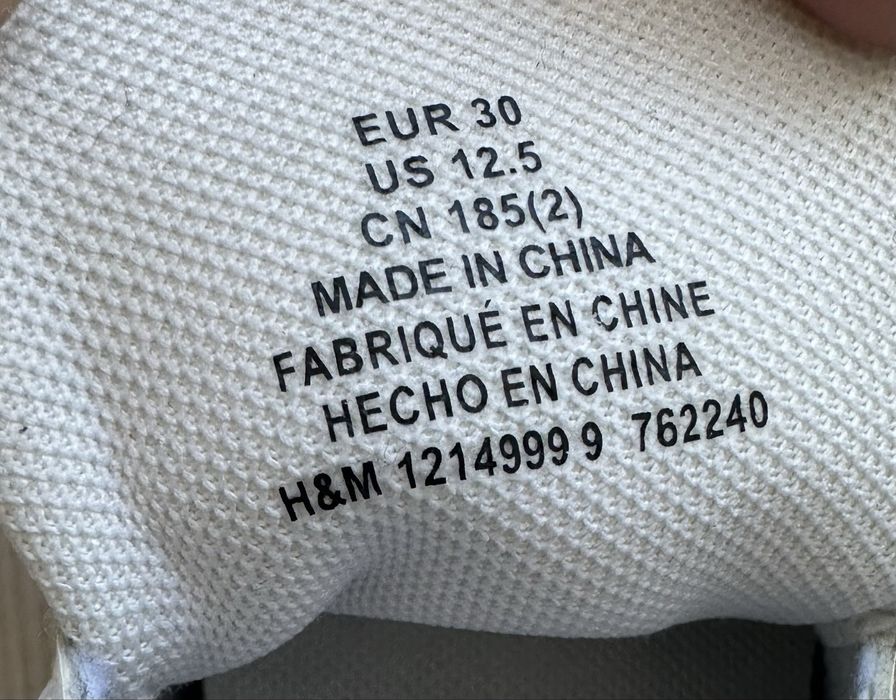 EUR 30
US 12.5
CN 185(2)
MADE IN CHINA
FABRIQUÉ EN CHINE
HECHO EN CHINA
H&M 1214999 9 762240